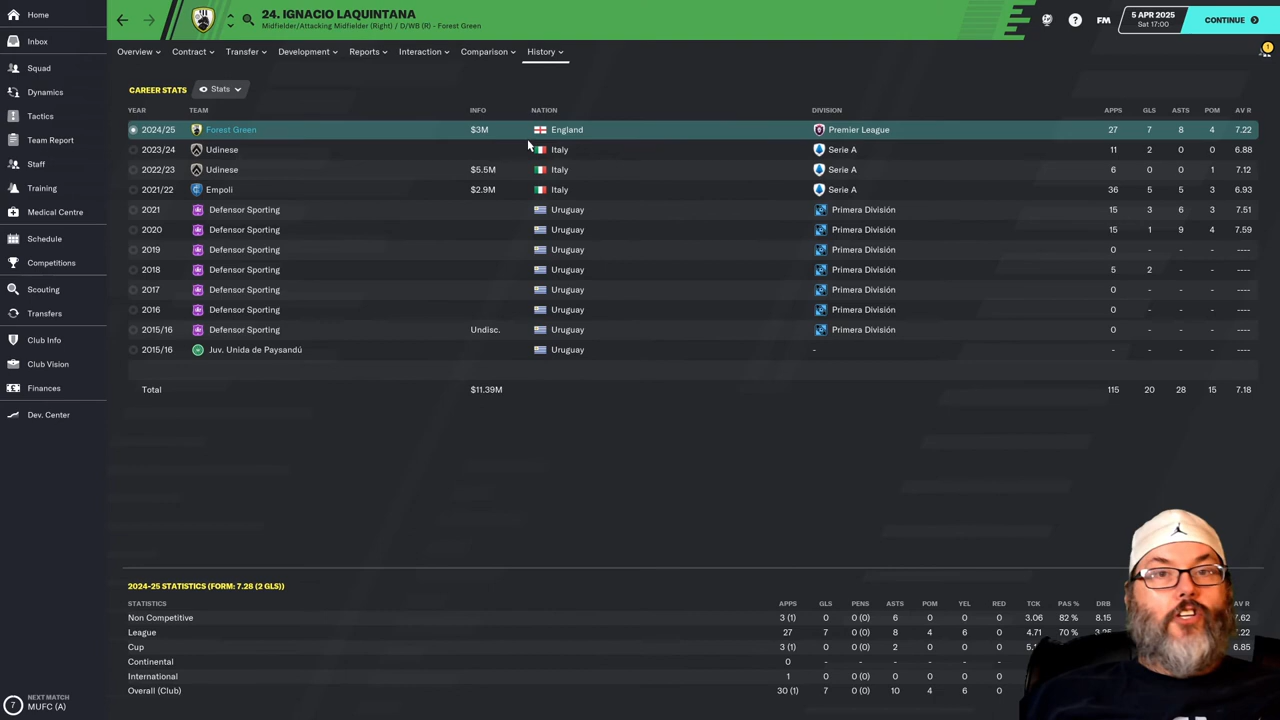 Home
Inbox
Squad
Dynamics
Tactics
Team Report
Staff
Training
Medical Centre
Schedule
Competitions
Scouting
Transfers
Club Info
Club Vision
Finances
Dev. Center
7 NEXT MATCH
MUFC (A)
24. IGNACIO LAQUINTANA
Midfielder/Attacking Midfielder (Right) / D/WB (R) - Forest Green
FM
5 APR 2025
Sat 17:00
CONTINUE
Overview Contract Transfer Development Reports Interaction Comparison History
CAREER STATS Stats
YEAR TEAM INFO NATION DIVISION APPS GLS ASTS POM AV R
2024/25 Forest Green $3M England Premier League 27 7 8 4 7.22
2023/24 Udinese Italy Serie A 11 2 0 0 6.88
2022/23 Udinese $5.5M Italy Serie A 6 0 0 1 7.12
2021/22 Empoli $2.9M Italy Serie A 36 5 5 3 6.93
2021 Defensor Sporting Uruguay Primera División 15 3 6 3 7.51
2020 Defensor Sporting Uruguay Primera División 15 1 9 4 7.59
2019 Defensor Sporting Uruguay Primera División 0 - - - ----
2018 Defensor Sporting Uruguay Primera División 5 2 - - ----
2017 Defensor Sporting Uruguay Primera División 0 - - - ----
2016 Defensor Sporting Uruguay Primera División 0 - - - ----
2015/16 Defensor Sporting Undisc. Uruguay Primera División 0 - - - ----
2015/16 Juv. Unida de Paysandú Uruguay - - - - - ----
Total $11.39M 115 20 28 15 7.18
2024-25 STATISTICS (FORM: 7.28 (2 GLS))
STATISTICS APPS GLS PENS ASTS POM YEL RED TCK PAS % DRB AV R
Non Competitive 3 (1) 0 0 (0) 6 0 0 0 3.06 82 % 8.15 7.62
League 27 7 0 (0) 8 4 6 0 4.71 70 % 7.22
Cup 3 (1) 0 0 (0) 2 0 0 0 6.85
Continental 0 - - - - - -
International 1 0 0 (0) 0 0 0 0
Overall (Club) 30 (1) 7 0 (0) 10 4 6 0